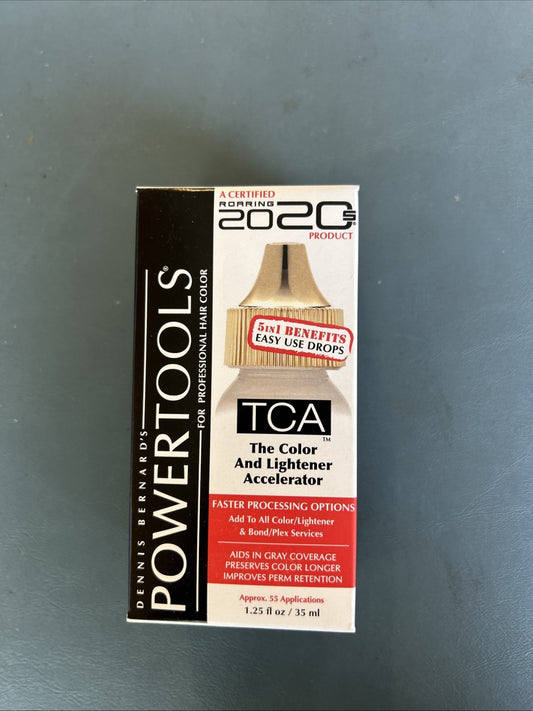 DENNIS BERNARD'S
POWERTOOLS®
FOR PROFESSIONAL HAIR COLOR
A CERTIFIED
ROARING
2020s®
PRODUCT
5 IN 1 BENEFITS
EASY USE DROPS
TCA™
The Color
And Lightener
Accelerator
FASTER PROCESSING OPTIONS
Add To All Color/Lightener
& Bond/Plex Services
AIDS IN GRAY COVERAGE
PRESERVES COLOR LONGER
IMPROVES PERM RETENTION
Approx. 55 Applications
1.25 fl oz / 35 ml